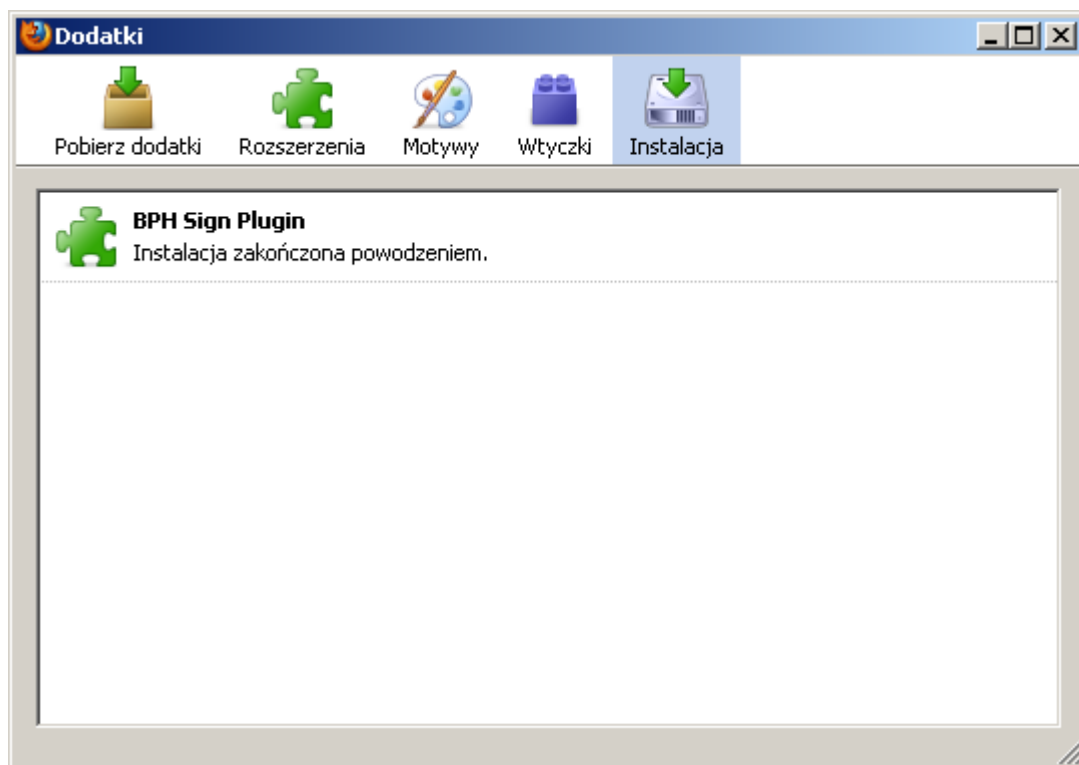 Dodatki
Pobierz dodatki Rozszerzenia Motywy Wtyczki Instalacja
BPH Sign Plugin
Instalacja zakończona powodzeniem.